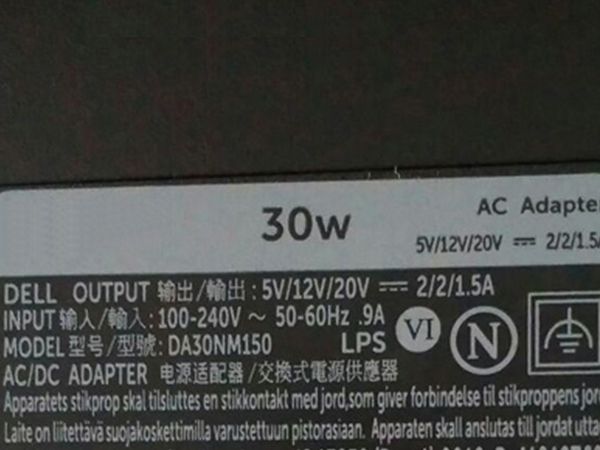 30w
AC Adapter
5V/12V/20V ⎓ 2/2/1.5A
DELL OUTPUT 输出/輸出:5V/12V/20V ⎓ 2/2/1.5A
INPUT 输入/輸入:100-240V ~ 50-60Hz .9A
MODEL 型号/型號: DA30NM150 LPS
VI
N
AC/DC ADAPTER 电源适配器/交換式電源供應器
Apparatets stikprop skal tilsluttes en stikkontakt med jord,som giver forbindelse til stikproppens jord
Laite on liitettävä suojakoskettimilla varustettuun pistorasiaan. Apparaten skall anslutas till jordat uttag